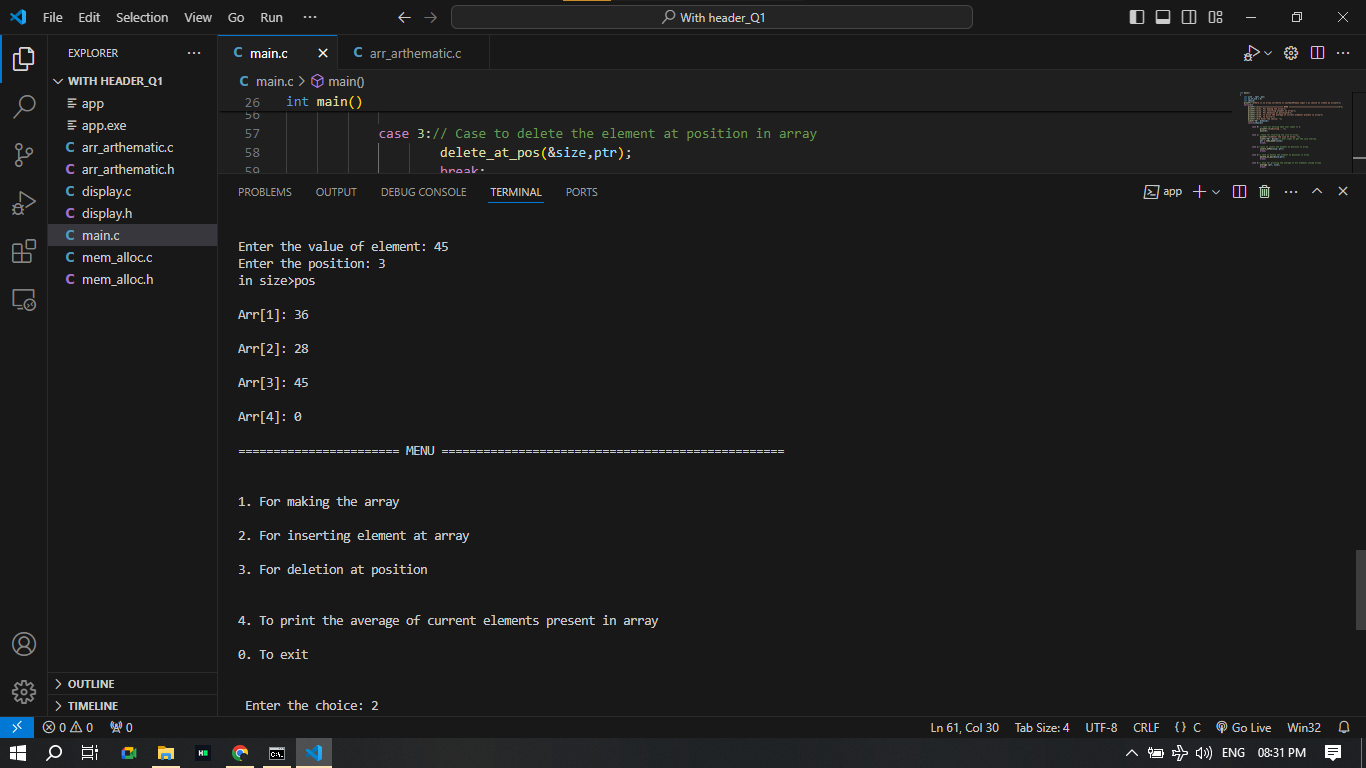 File Edit Selection View Go Run ··· With header_Q1
EXPLORER ···
WITH HEADER_Q1
app
app.exe
C arr_arthematic.c
C arr_arthematic.h
C display.c
C display.h
C main.c
C mem_alloc.c
C mem_alloc.h
OUTLINE
TIMELINE
C main.c C arr_arthematic.c
C main.c > main()
26 int main()
56
57 case 3:// Case to delete the element at position in array
58 delete_at_pos(&size,ptr);
59 break;
PROBLEMS OUTPUT DEBUG CONSOLE TERMINAL PORTS app
Enter the value of element: 45
Enter the position: 3
in size>pos
Arr[1]: 36
Arr[2]: 28
Arr[3]: 45
Arr[4]: 0
======================= MENU =================================================
1. For making the array
2. For inserting element at array
3. For deletion at position
4. To print the average of current elements present in array
0. To exit
Enter the choice: 2
0 0 0 Ln 61, Col 30 Tab Size: 4 UTF-8 CRLF {} C Go Live Win32
ENG 08:31 PM